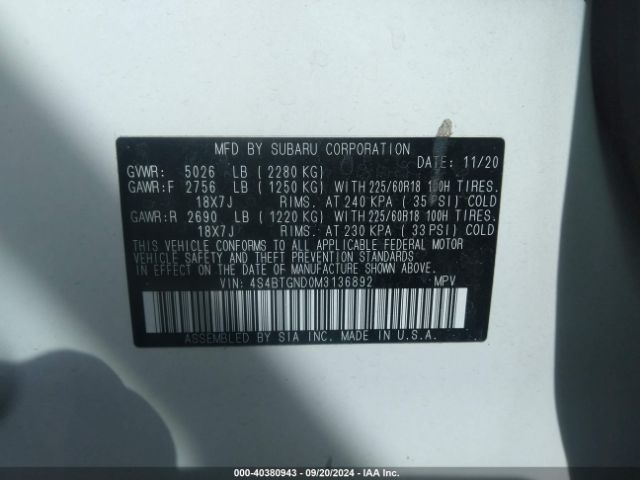 MFD BY SUBARU CORPORATION
DATE: 11/20
GVWR: 5026 LB (2280 KG)
GAWR:F 2756 LB (1250 KG) WITH 225/60R18 100H TIRES.
18X7J RIMS. AT 240 KPA (35 PSI) COLD
GAWR:R 2690 LB (1220 KG) WITH 225/60R18 100H TIRES.
18X7J RIMS. AT 230 KPA (33 PSI) COLD
THIS VEHICLE CONFORMS TO ALL APPLICABLE FEDERAL MOTOR
VEHICLE SAFETY, BUMPER, AND THEFT PREVENTION STANDARDS
IN EFFECT ON THE DATE OF MANUFACTURE SHOWN ABOVE.
VIN: 4S4BTGND0M3136892 MPV
ASSEMBLED BY SIA INC. MADE IN U.S.A.
000-40380943 - 09/20/2024 - IAA Inc.